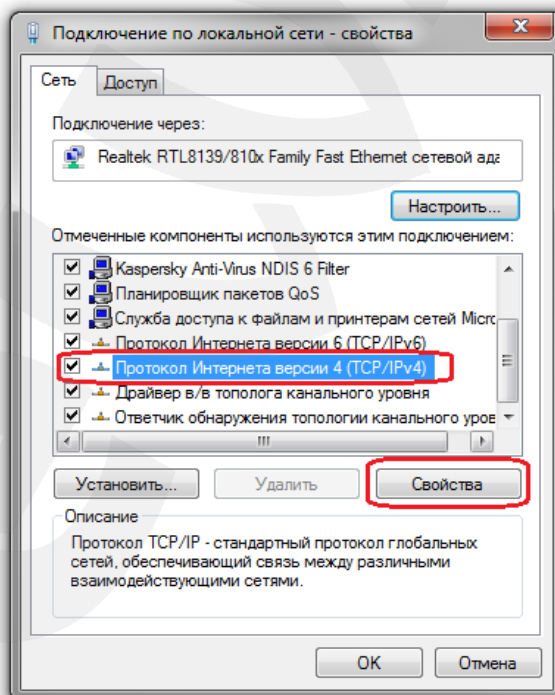 Подключение по локальной сети - свойства
Сеть
Доступ
Подключение через:
Realtek RTL8139/810x Family Fast Ethernet сетевой ада
Настроить...
Отмеченные компоненты используются этим подключением:
Kaspersky Anti-Virus NDIS 6 Filter
Планировщик пакетов QoS
Служба доступа к файлам и принтерам сетей Micro
Протокол Интернета версии 6 (TCP/IPv6)
Протокол Интернета версии 4 (TCP/IPv4)
Драйвер в/в тополога канального уровня
Ответчик обнаружения топологии канального уров
Установить...
Удалить
Свойства
Описание
Протокол TCP/IP - стандартный протокол глобальных
сетей, обеспечивающий связь между различными
взаимодействующими сетями.
OK
Отмена